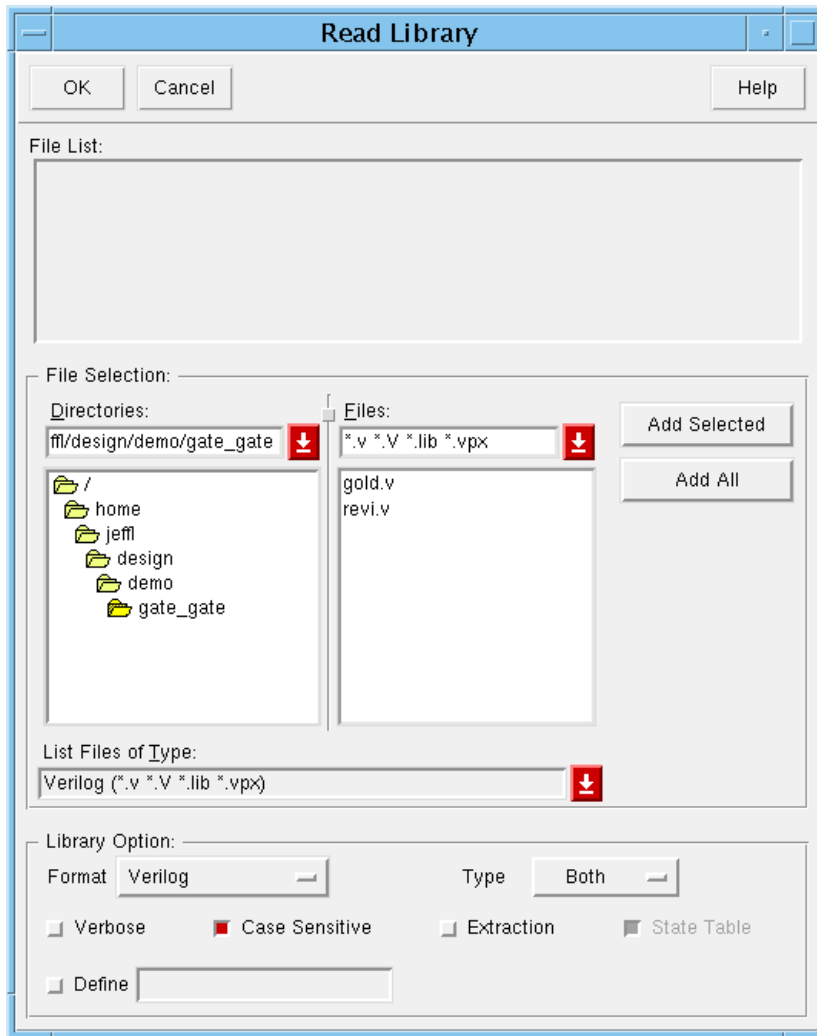 Read Library
OK Cancel Help
File List:
File Selection:
Directories: Files:
ffl/design/demo/gate_gate *.v *.V *.lib *.vpx Add Selected
Add All
/ gold.v
home revi.v
jeffl
design
demo
gate_gate
List Files of Type:
Verilog (*.v *.V *.lib *.vpx)
Library Option:
Format Verilog Type Both
Verbose Case Sensitive Extraction State Table
Define